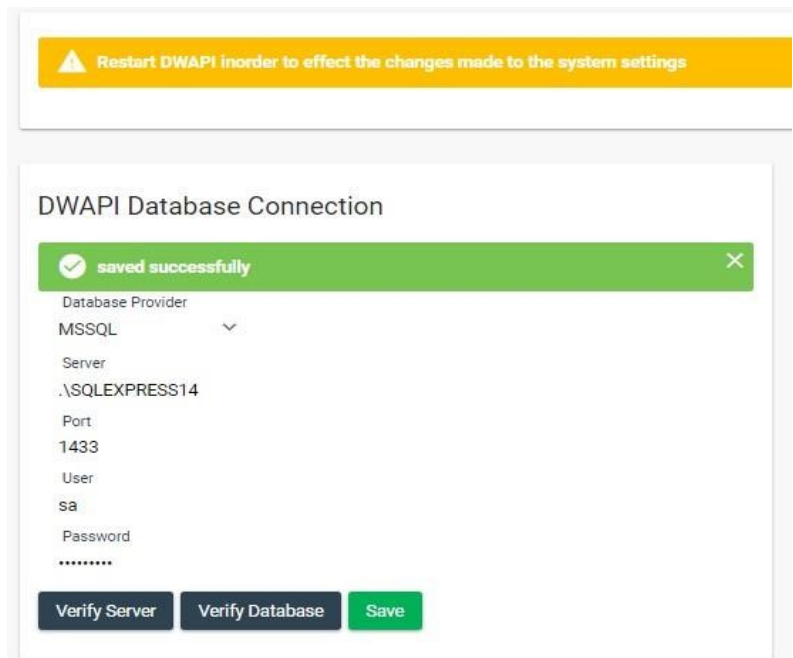 Restart DWAPI inorder to effect the changes made to the system settings
DWAPI Database Connection
saved successfully
Database Provider
MSSQL
Server
.\SQLEXPRESS14
Port
1433
User
sa
Password
•••••••••
Verify Server Verify Database Save